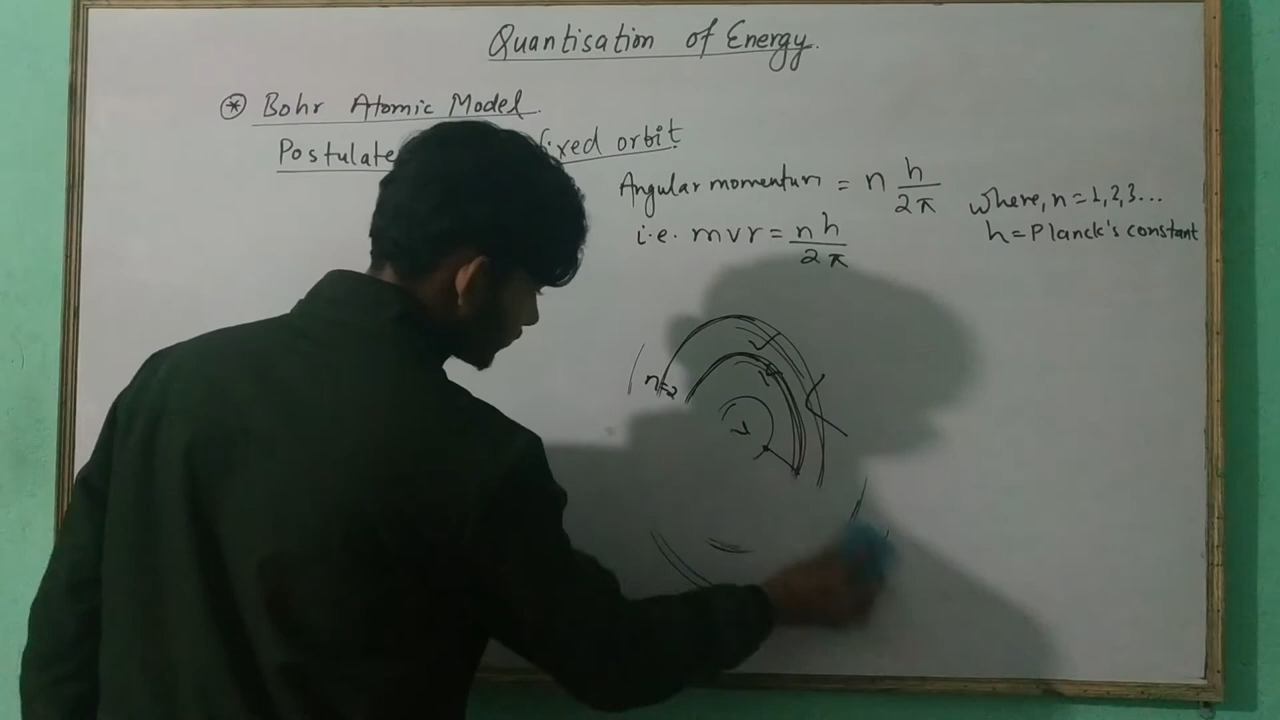 Quantisation of Energy.
⊛ Bohr Atomic Model.
Postulate fixed orbit
Angular momentum = n h/2π where, n = 1, 2, 3...
i.e. mvr = nh/2π h = Planck's constant
n=2